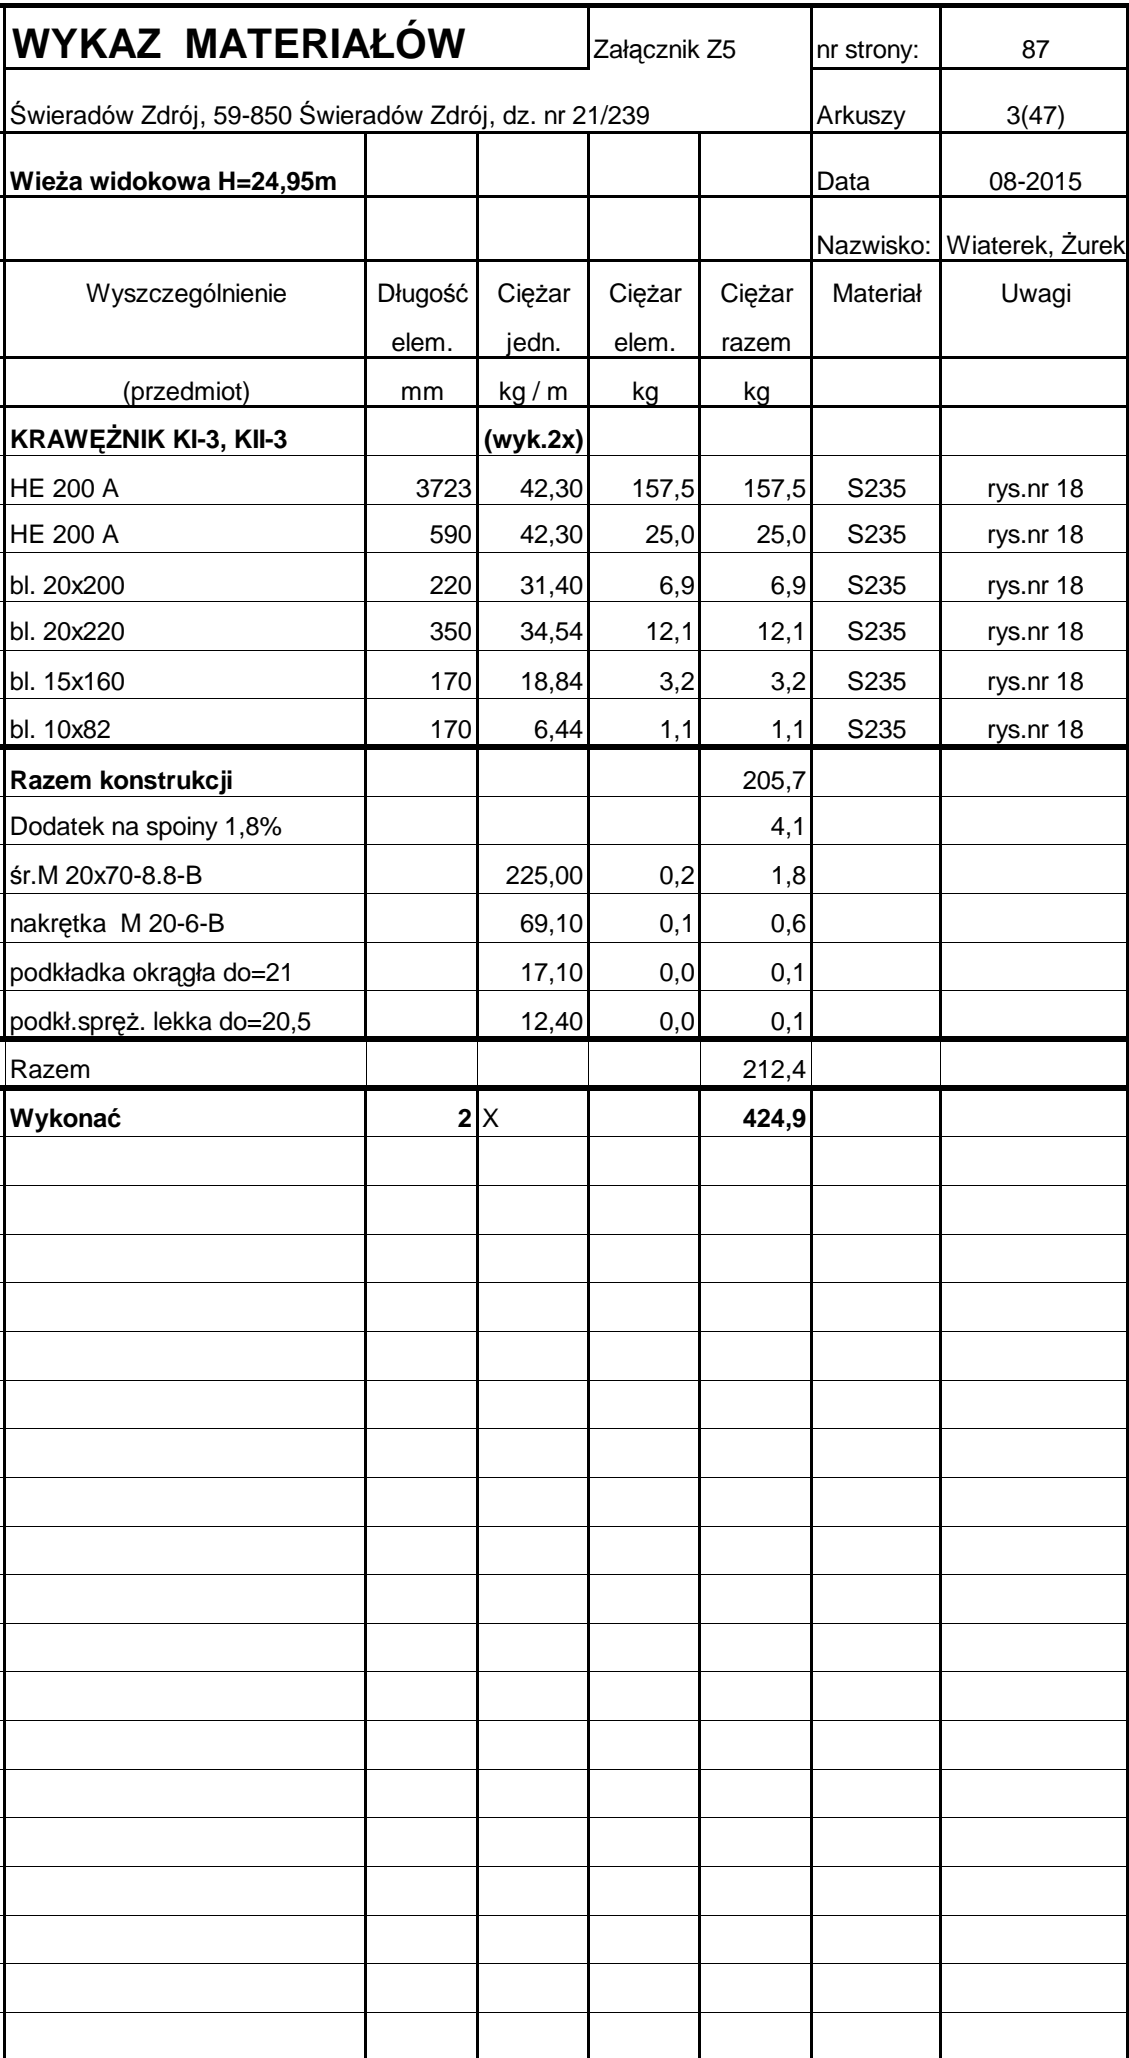 WYKAZ  MATERIAŁÓW Załącznik Z5 nr strony: 87
Świeradów Zdrój, 59-850 Świeradów Zdrój, dz. nr 21/239 Arkuszy 3(47)
Wieża widokowa H=24,95m Data 08-2015
Nazwisko: Wiaterek, Żurek
Wyszczególnienie Długość Ciężar Ciężar Ciężar Materiał Uwagi
elem. jedn. elem. razem
(przedmiot) mm kg / m kg kg
KRAWĘŻNIK KI-3, KII-3 (wyk.2x)
HE 200 A 3723 42,30 157,5 157,5 S235 rys.nr 18
HE 200 A 590 42,30 25,0 25,0 S235 rys.nr 18
bl. 20x200 220 31,40 6,9 6,9 S235 rys.nr 18
bl. 20x220 350 34,54 12,1 12,1 S235 rys.nr 18
bl. 15x160 170 18,84 3,2 3,2 S235 rys.nr 18
bl. 10x82 170 6,44 1,1 1,1 S235 rys.nr 18
Razem konstrukcji 205,7
Dodatek na spoiny 1,8% 4,1
śr.M 20x70-8.8-B 225,00 0,2 1,8
nakrętka  M 20-6-B 69,10 0,1 0,6
podkładka okrągła do=21 17,10 0,0 0,1
podkł.spręż. lekka do=20,5 12,40 0,0 0,1
Razem 212,4
Wykonać 2 X 424,9